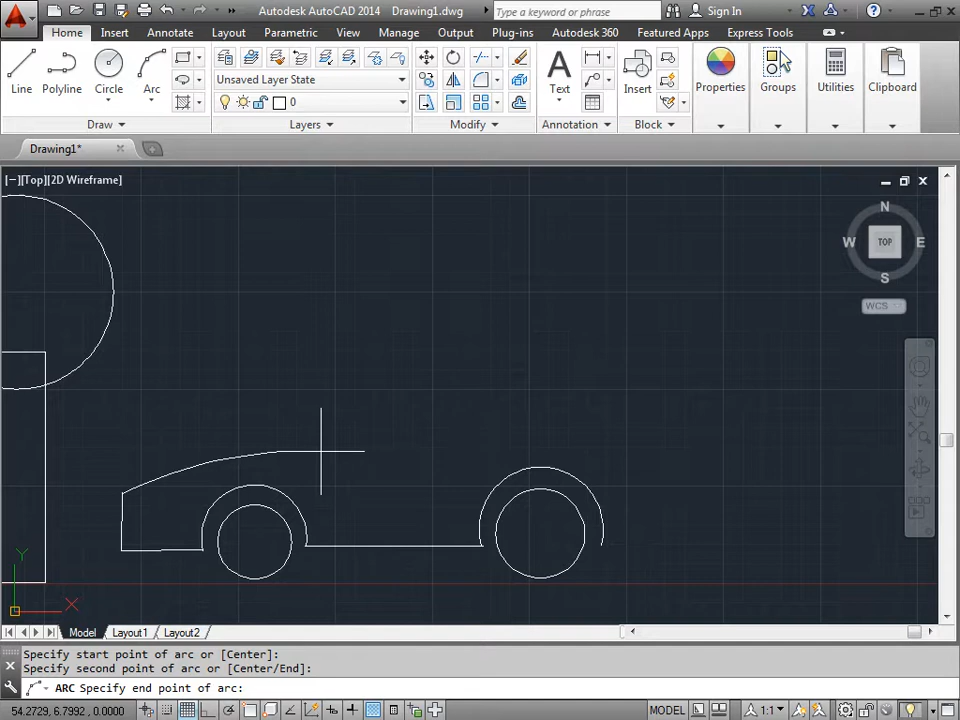 Autodesk AutoCAD 2014 Drawing1.dwg Type a keyword or phrase Sign In
Home Insert Annotate Layout Parametric View Manage Output Plug-ins Autodesk 360 Featured Apps Express Tools
Unsaved Layer State
Line Polyline Circle Arc Text Insert Properties Groups Utilities Clipboard
0
Draw Layers Modify Annotation Block
Drawing1*
[−][Top][2D Wireframe]
N
W TOP E
S
WCS
Y
X
Model Layout1 Layout2
Specify start point of arc or [Center]:
Specify second point of arc or [Center/End]:
ARC Specify end point of arc:
54.2729, 6.7992, 0.0000 MODEL 1:1